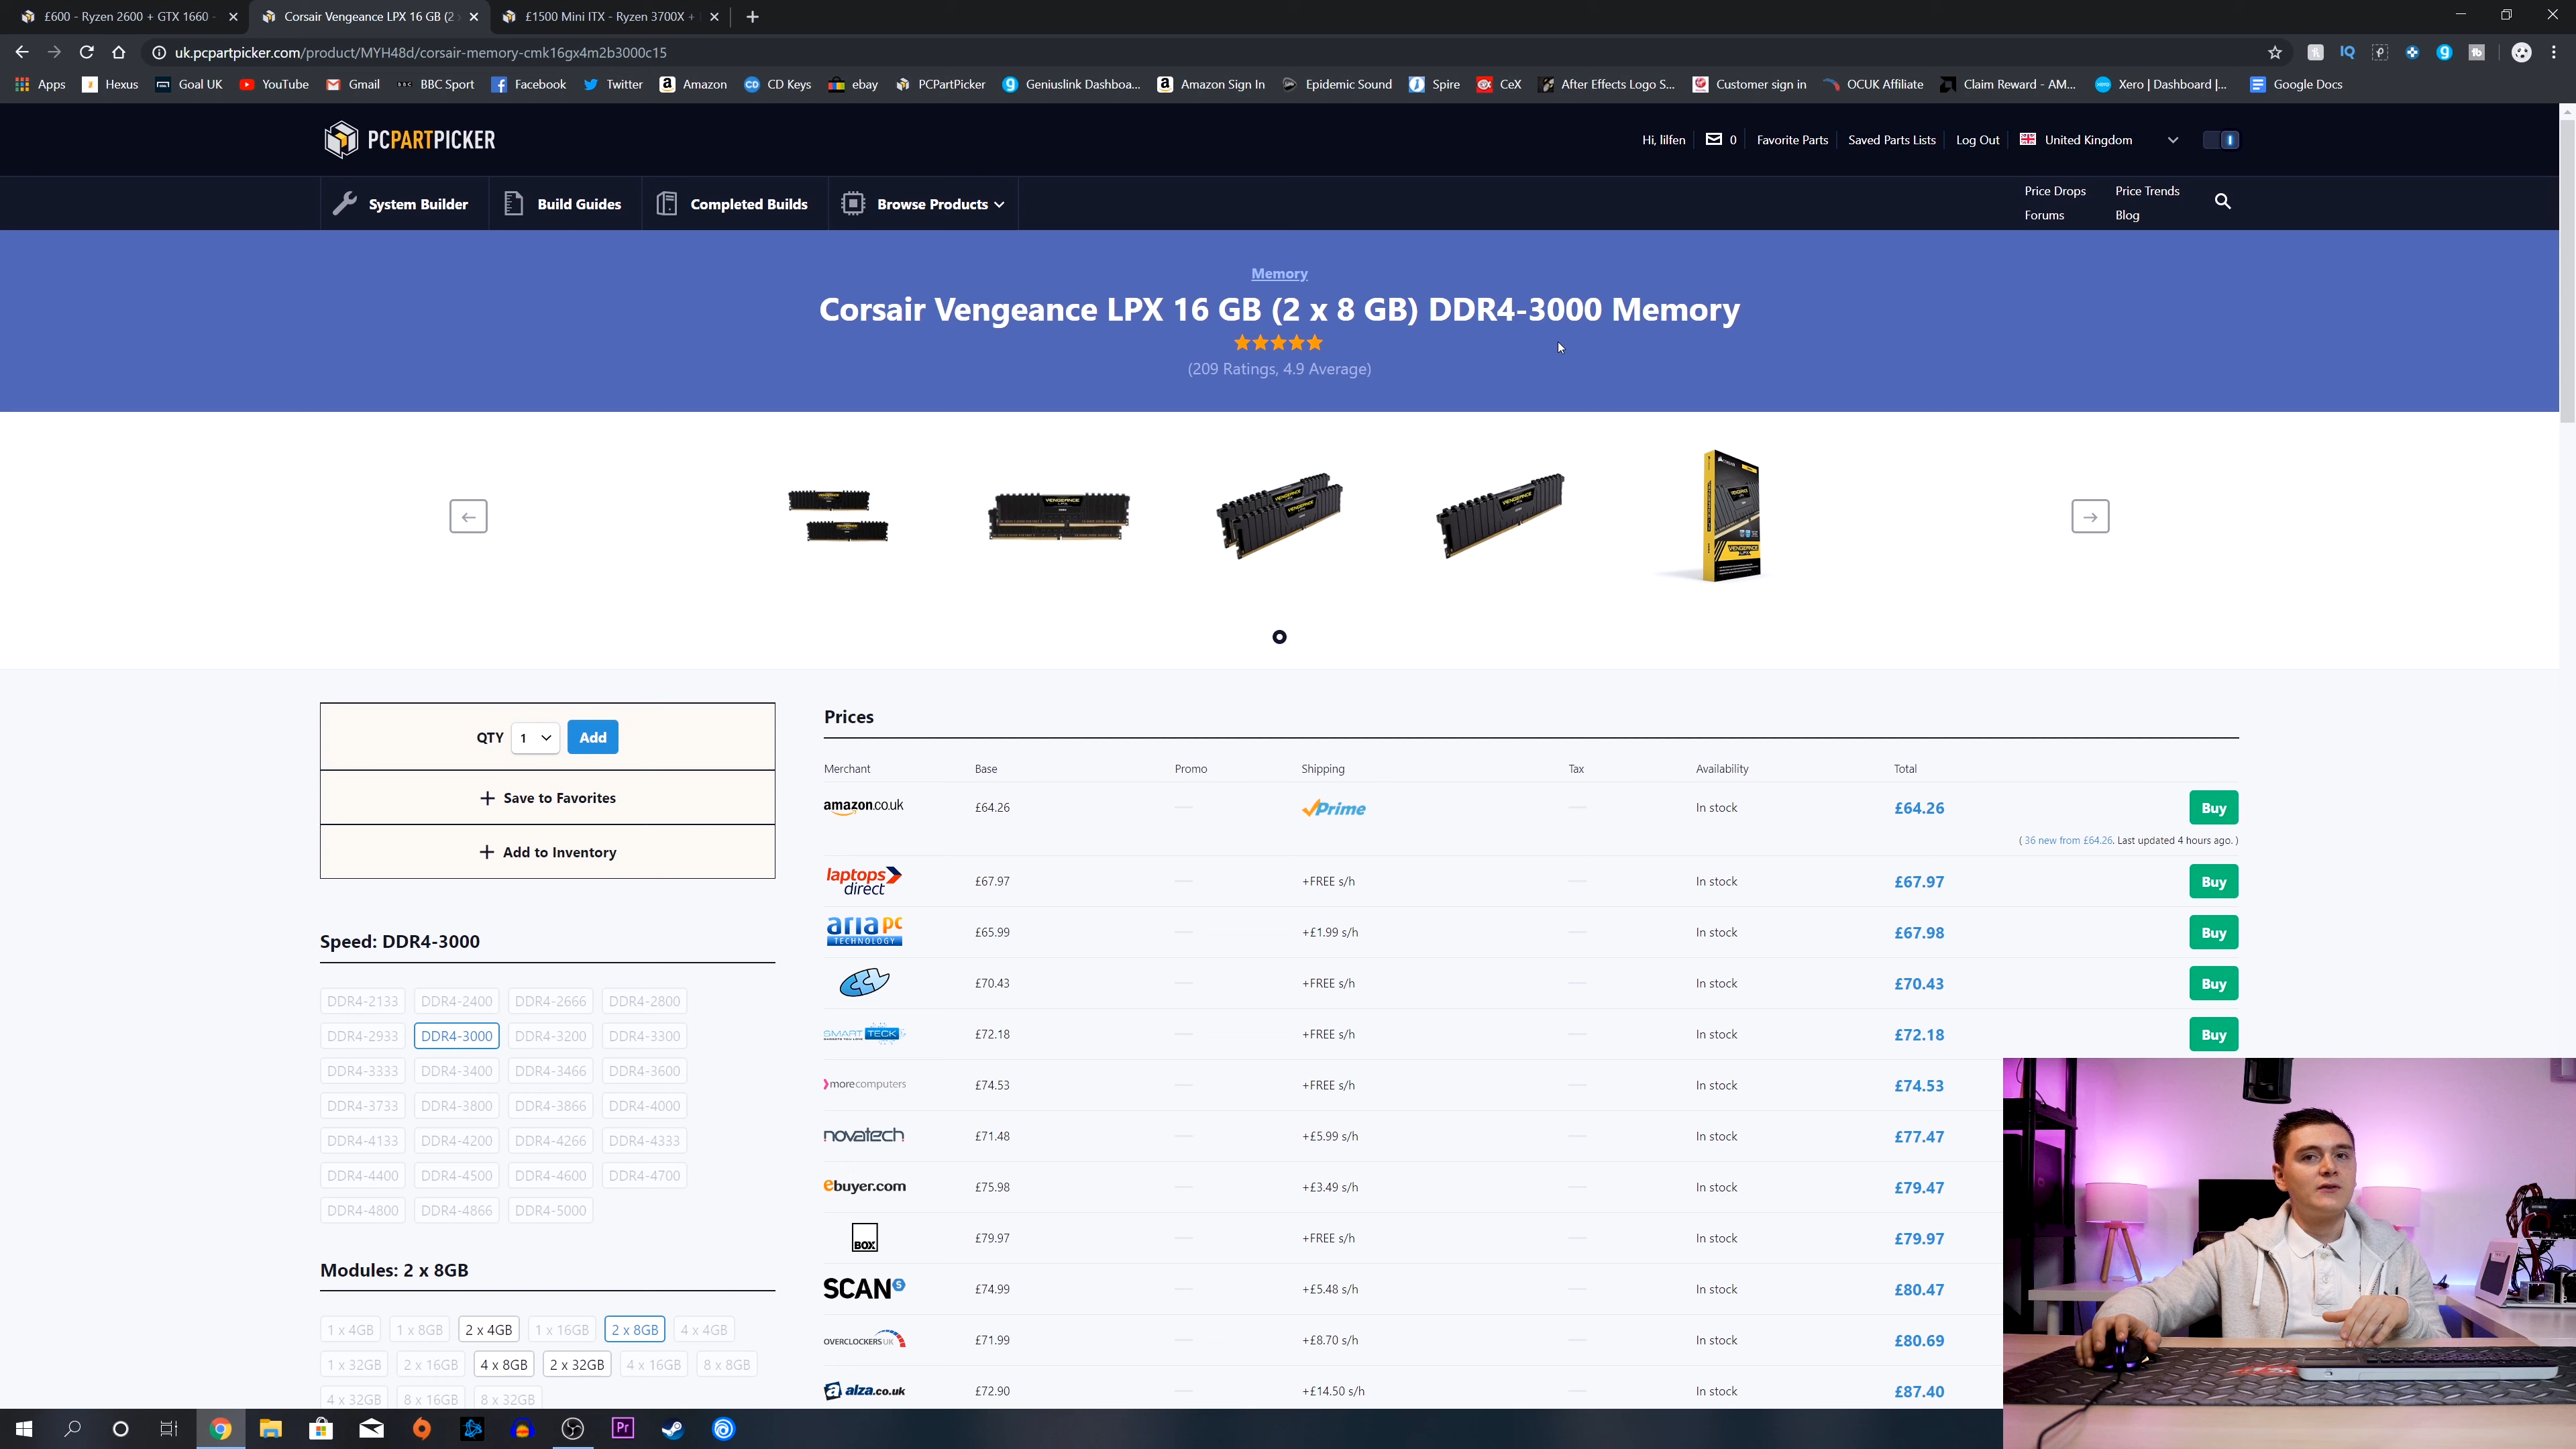 £600 - Ryzen 2600 + GTX 1660 -
Corsair Vengeance LPX 16 GB (2
£1500 Mini ITX - Ryzen 3700X +
uk.pcpartpicker.com/product/MYH48d/corsair-memory-cmk16gx4m2b3000c15
Apps Hexus Goal UK YouTube Gmail BBC Sport Facebook Twitter Amazon CD Keys ebay PCPartPicker Geniuslink Dashboa... Amazon Sign In Epidemic Sound Spire CeX After Effects Logo S... Customer sign in OCUK Affiliate Claim Reward - AM... Xero | Dashboard |... Google Docs
PCPARTPICKER
Hi, lilfen 0 Favorite Parts Saved Parts Lists Log Out United Kingdom
System Builder Build Guides Completed Builds Browse Products
Price Drops Price Trends
Forums Blog
Memory
Corsair Vengeance LPX 16 GB (2 x 8 GB) DDR4-3000 Memory
(209 Ratings, 4.9 Average)
QTY 1 Add
+ Save to Favorites
+ Add to Inventory
Speed: DDR4-3000
DDR4-2133 DDR4-2400 DDR4-2666 DDR4-2800
DDR4-2933 DDR4-3000 DDR4-3200 DDR4-3300
DDR4-3333 DDR4-3400 DDR4-3466 DDR4-3600
DDR4-3733 DDR4-3800 DDR4-3866 DDR4-4000
DDR4-4133 DDR4-4200 DDR4-4266 DDR4-4333
DDR4-4400 DDR4-4500 DDR4-4600 DDR4-4700
DDR4-4800 DDR4-4866 DDR4-5000
Modules: 2 x 8GB
1 x 4GB 1 x 8GB 2 x 4GB 1 x 16GB 2 x 8GB 4 x 4GB
1 x 32GB 2 x 16GB 4 x 8GB 2 x 32GB 4 x 16GB 8 x 8GB
4 x 32GB 8 x 16GB 8 x 32GB
Prices
Merchant Base Promo Shipping Tax Availability Total
amazon.co.uk £64.26 — Prime — In stock £64.26 Buy
( 36 new from £64.26. Last updated 4 hours ago. )
laptops direct £67.97 — +FREE s/h — In stock £67.97 Buy
aria pc TECHNOLOGY £65.99 — +£1.99 s/h — In stock £67.98 Buy
£70.43 — +FREE s/h — In stock £70.43 Buy
SMART TECK £72.18 — +FREE s/h — In stock £72.18 Buy
morecomputers £74.53 — +FREE s/h — In stock £74.53
novatech £71.48 — +£5.99 s/h — In stock £77.47
ebuyer.com £75.98 — +£3.49 s/h — In stock £79.47
BOX £79.97 — +FREE s/h — In stock £79.97
SCAN £74.99 — +£5.48 s/h — In stock £80.47
OVERCLOCKERS UK £71.99 — +£8.70 s/h — In stock £80.69
alza.co.uk £72.90 — +£14.50 s/h — In stock £87.40
Pr